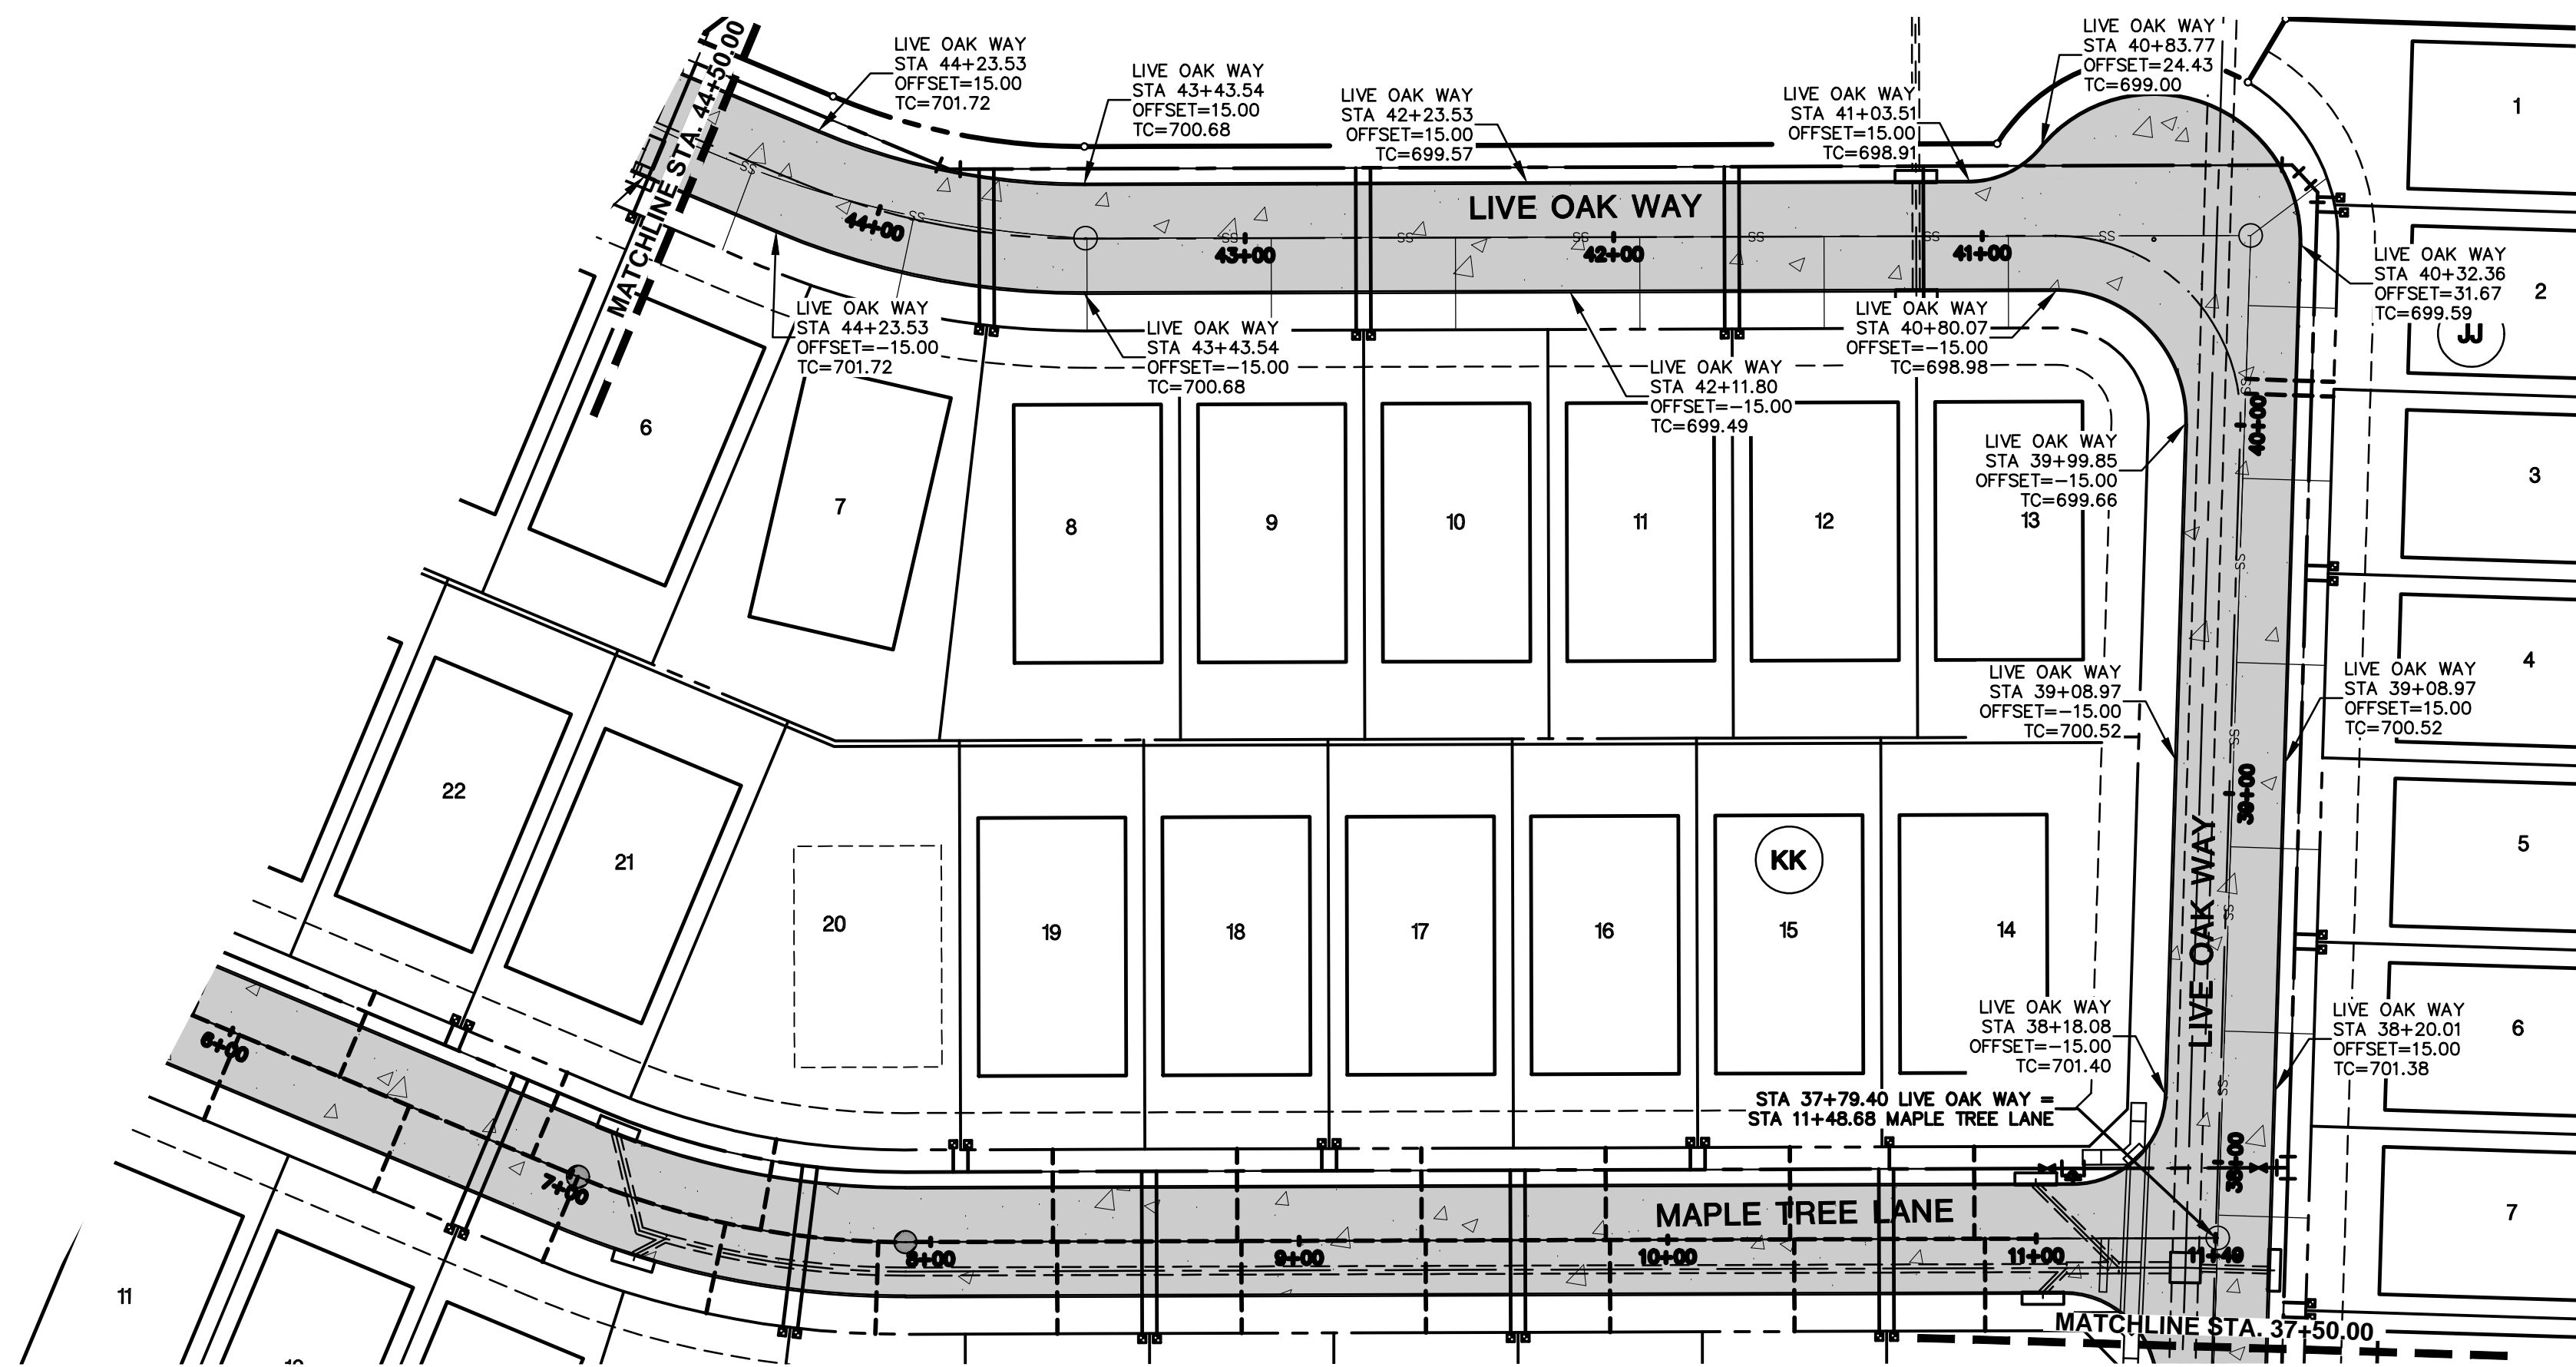 MATCHLINE STA. 44+50.00
LIVE OAK WAY
STA 44+23.53
OFFSET=15.00
TC=701.72
LIVE OAK WAY
STA 43+43.54
OFFSET=15.00
TC=700.68
LIVE OAK WAY
STA 42+23.53
OFFSET=15.00
TC=699.57
LIVE OAK WAY
STA 41+03.51
OFFSET=15.00
TC=698.91
LIVE OAK WAY
STA 40+83.77
OFFSET=24.43
TC=699.00
1
LIVE OAK WAY
SS
SS
SS
SS
SS
SS
SS
SS
44+00
43+00
42+00
41+00
LIVE OAK WAY
STA 40+32.36
OFFSET=31.67
TC=699.59
2
JJ
LIVE OAK WAY
STA 44+23.53
OFFSET=-15.00
TC=701.72
LIVE OAK WAY
STA 43+43.54
OFFSET=-15.00
TC=700.68
LIVE OAK WAY
STA 42+11.80
OFFSET=-15.00
TC=699.49
LIVE OAK WAY
STA 40+80.07
OFFSET=-15.00
TC=698.98
LIVE OAK WAY
STA 39+99.85
OFFSET=-15.00
TC=699.66
SS
40+00
3
6
7
8
9
10
11
12
13
SS
LIVE OAK WAY
STA 39+08.97
OFFSET=-15.00
TC=700.52
LIVE OAK WAY
STA 39+08.97
OFFSET=15.00
TC=700.52
4
SS
39+00
5
22
21
20
19
18
17
16
KK
15
14
SS
LIVE OAK WAY
LIVE OAK WAY
STA 38+18.08
OFFSET=-15.00
TC=701.40
LIVE OAK WAY
STA 38+20.01
OFFSET=15.00
TC=701.38
6
SS
STA 37+79.40 LIVE OAK WAY =
STA 11+48.68 MAPLE TREE LANE
38+00
6+00
7+00
MAPLE TREE LANE
8+00
9+00
10+00
11+00
11+49
7
11
MATCHLINE STA. 37+50.00